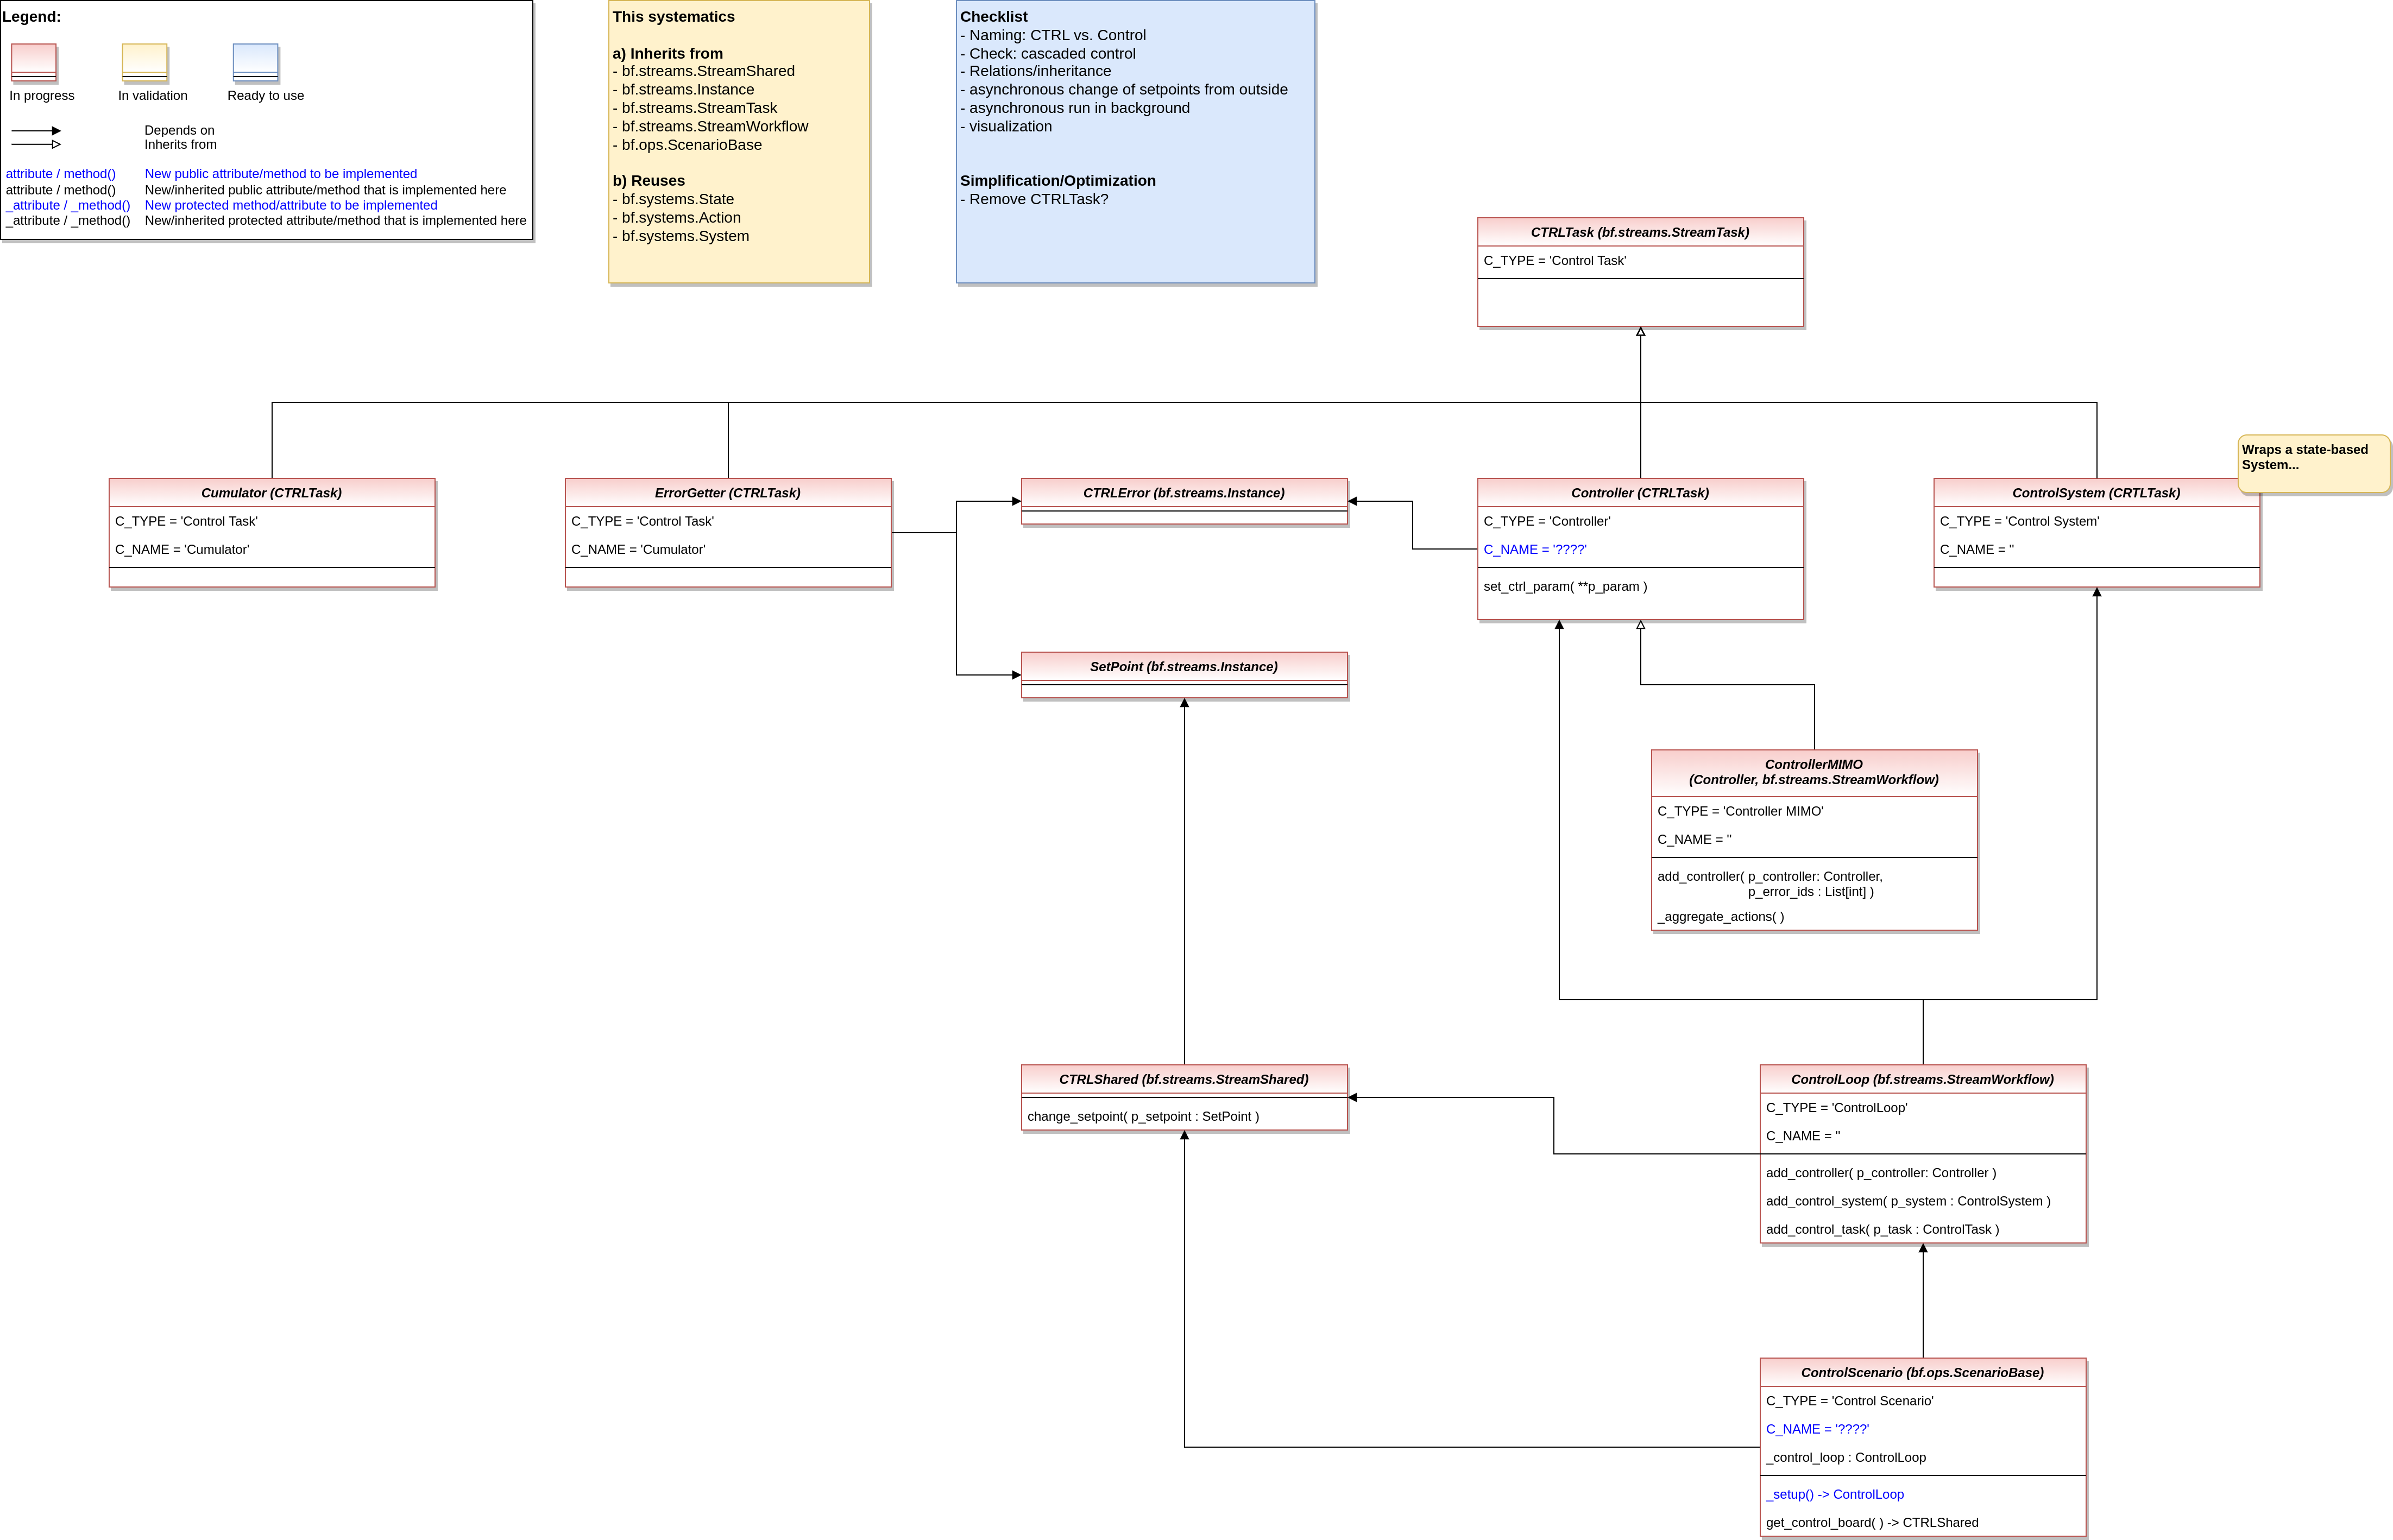 Legend:
In progress
In validation
Ready to use
Depends on
Inherits from
attribute / method() New public attribute/method to be implemented
attribute / method() New/inherited public attribute/method that is implemented here
_attribute / _method() New protected method/attribute to be implemented
_attribute / _method() New/inherited protected attribute/method that is implemented here
This systematics
a) Inherits from
- bf.streams.StreamShared
- bf.streams.Instance
- bf.streams.StreamTask
- bf.streams.StreamWorkflow
- bf.ops.ScenarioBase
b) Reuses
- bf.systems.State
- bf.systems.Action
- bf.systems.System
Checklist
- Naming: CTRL vs. Control
- Check: cascaded control
- Relations/inheritance
- asynchronous change of setpoints from outside
- asynchronous run in background
- visualization
Simplification/Optimization
- Remove CTRLTask?
CTRLTask (bf.streams.StreamTask)
C_TYPE = 'Control Task'
Cumulator (CTRLTask)
C_TYPE = 'Control Task'
C_NAME = 'Cumulator'
ErrorGetter (CTRLTask)
C_TYPE = 'Control Task'
C_NAME = 'Cumulator'
CTRLError (bf.streams.Instance)
Controller (CTRLTask)
C_TYPE = 'Controller'
C_NAME = '????'
set_ctrl_param( **p_param )
Wraps a state-based
System...
ControlSystem (CRTLTask)
C_TYPE = 'Control System'
C_NAME = ''
SetPoint (bf.streams.Instance)
ControllerMIMO
(Controller, bf.streams.StreamWorkflow)
C_TYPE = 'Controller MIMO'
C_NAME = ''
add_controller( p_controller: Controller,
p_error_ids : List[int] )
_aggregate_actions( )
CTRLShared (bf.streams.StreamShared)
change_setpoint( p_setpoint : SetPoint )
ControlLoop (bf.streams.StreamWorkflow)
C_TYPE = 'ControlLoop'
C_NAME = ''
add_controller( p_controller: Controller )
add_control_system( p_system : ControlSystem )
add_control_task( p_task : ControlTask )
ControlScenario (bf.ops.ScenarioBase)
C_TYPE = 'Control Scenario'
C_NAME = '????'
_control_loop : ControlLoop
_setup() -> ControlLoop
get_control_board( ) -> CTRLShared